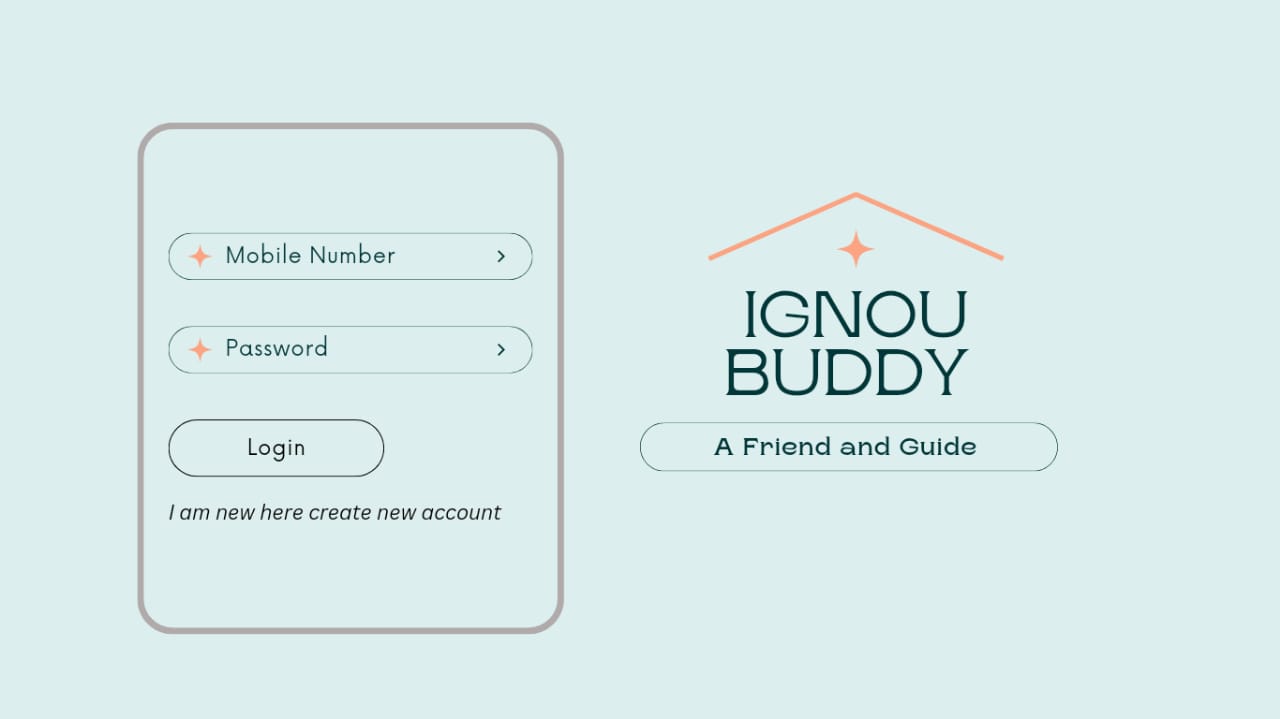 Mobile Number
Password
Login
I am new here create new account
IGNOU
BUDDY
A Friend and Guide